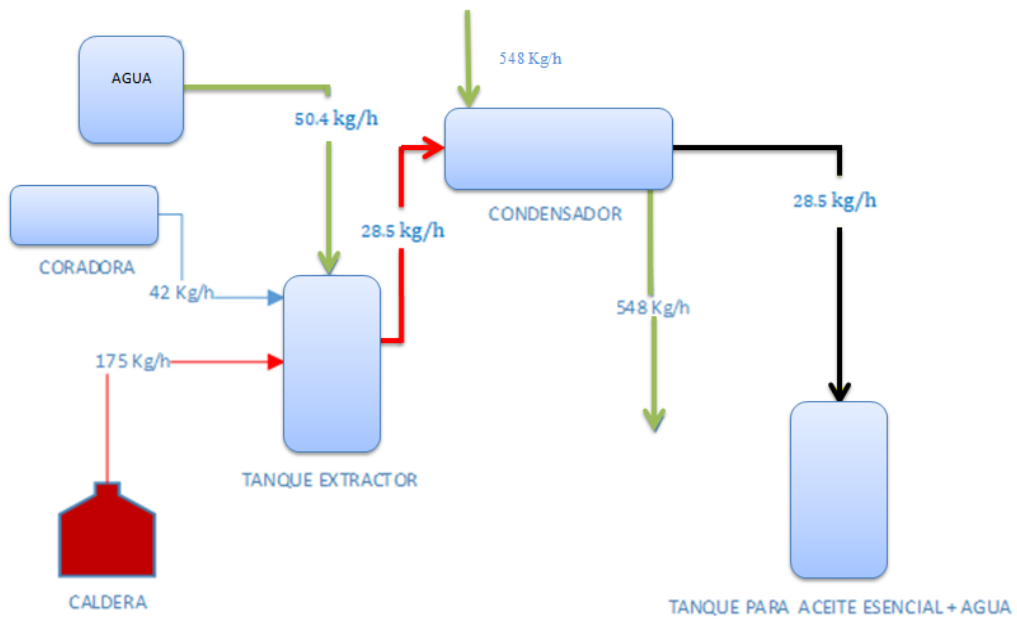 548 Kg/h
AGUA
50.4 kg/h
28.5 kg/h
CONDENSADOR
28.5 kg/h
CORADORA
42 Kg/h
548 Kg/h
175 Kg/h
TANQUE EXTRACTOR
CALDERA
TANQUE PARA ACEITE ESENCIAL + AGUA